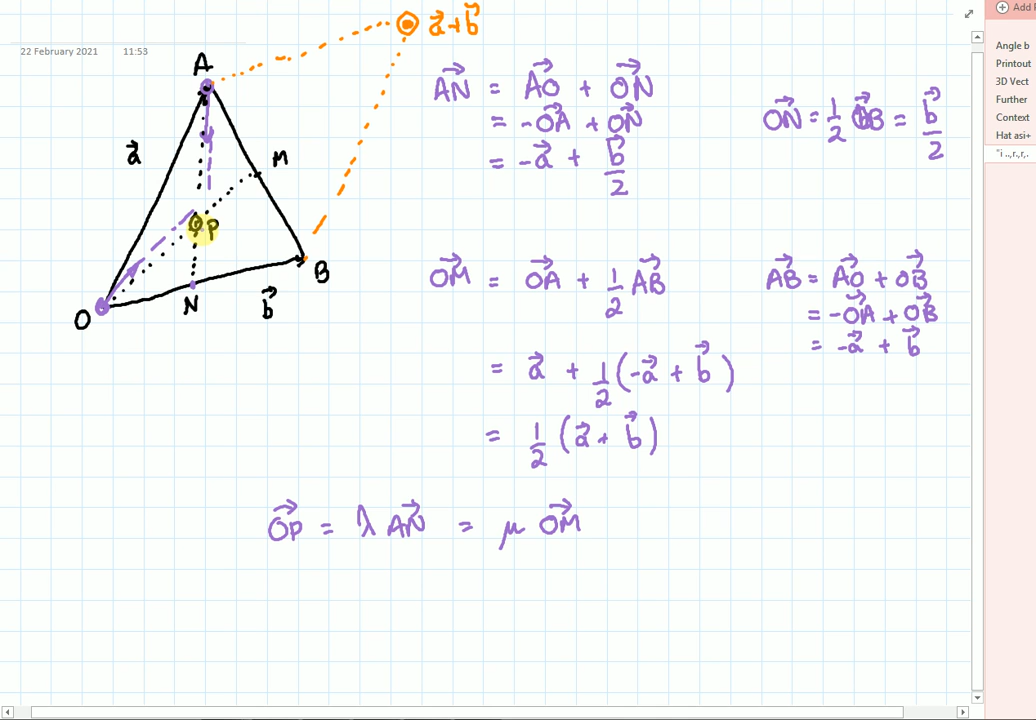 a⃗+b⃗
22 February 2021 11:53
A
a⃗
M
P
O
N
b⃗
B
AN⃗ = AO⃗ + ON⃗
= -OA⃗ + ON⃗
= -a⃗ + b⃗/2
ON⃗ = 1/2 OB⃗ = b⃗/2
OM⃗ = OA⃗ + 1/2 AB⃗
= a⃗ + 1/2(-a⃗ + b⃗)
= 1/2 (a⃗ + b⃗)
AB⃗ = AO⃗ + OB⃗
= -OA⃗ + OB⃗
= -a⃗ + b⃗
OP⃗ = λ AN⃗ = μ OM⃗
Add
Angle b
Printout
3D Vect
Further
Context
Hat asi+
"i ..,r.,r,.